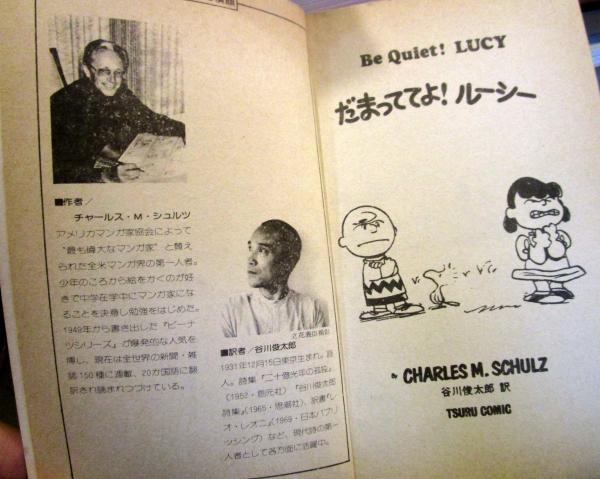 ■作者／
チャールス・M・シュルツ
アメリカマンガ家協会によって
"最も偉大なマンガ家"と賛え
られた全米マンガ界の第一人者。
少年のころから絵をかくのが好
きで中学在学中にマンガ家にな
ることを決意し勉強をはじめた。
1949年から書き出した『ピーナ
ツシリーズ』が爆発的な人気を
博し、現在は全世界の新聞・雑
誌150種に連載、20カ国語に翻
訳され読まれつづけている。
立花義臣撮影
■訳者／谷川俊太郎
1931年12月15日東京生まれ。詩
人。詩集『二十億光年の孤独』
(1952・創元社)『谷川俊太郎
詩集』(1965・思潮社)、訳書『レ
オ・レオニ』(1969・日本パブリ
ッシング)など、現代詩の第一
人者として各方面に活躍中。
Be Quiet! LUCY
だまっててよ!ルーシー
by CHARLES M. SCHULZ
谷川俊太郎 訳
TSURU COMIC